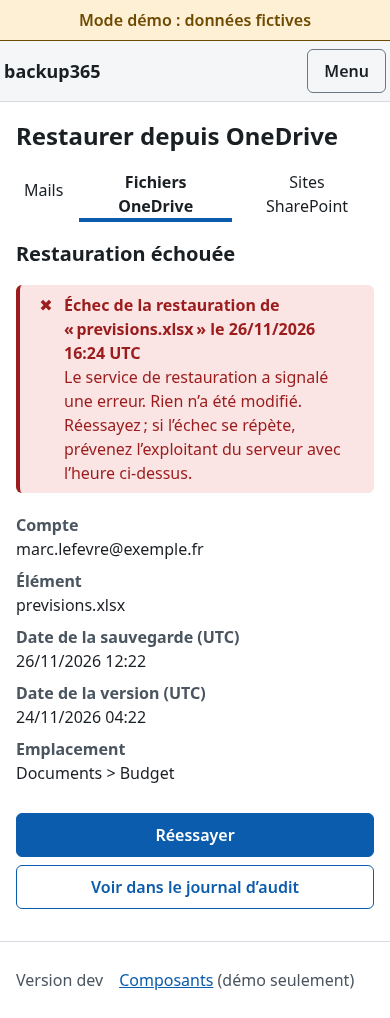 Mode démo : données fictives
backup365
Menu
Restaurer depuis OneDrive
Mails
Fichiers
OneDrive
Sites
SharePoint
Restauration échouée
✖ Échec de la restauration de
« previsions.xlsx » le 26/11/2026
16:24 UTC
Le service de restauration a signalé
une erreur. Rien n’a été modifié.
Réessayez ; si l’échec se répète,
prévenez l’exploitant du serveur avec
l’heure ci-dessus.
Compte
marc.lefevre@exemple.fr
Élément
previsions.xlsx
Date de la sauvegarde (UTC)
26/11/2026 12:22
Date de la version (UTC)
24/11/2026 04:22
Emplacement
Documents > Budget
Réessayer
Voir dans le journal d’audit
Version dev Composants (démo seulement)